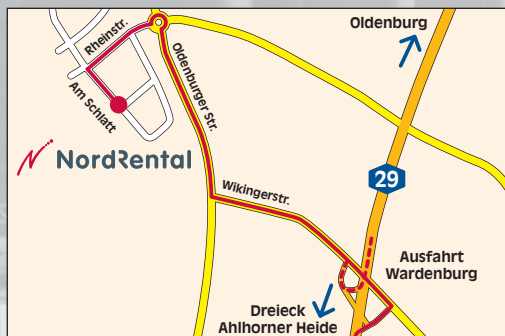 Oldenburg
Rheinstr.
Oldenburger Str.
Am Schlatt
NordRental
29
Wikingerstr.
Ausfahrt
Wardenburg
Dreieck
Ahlhorner Heide